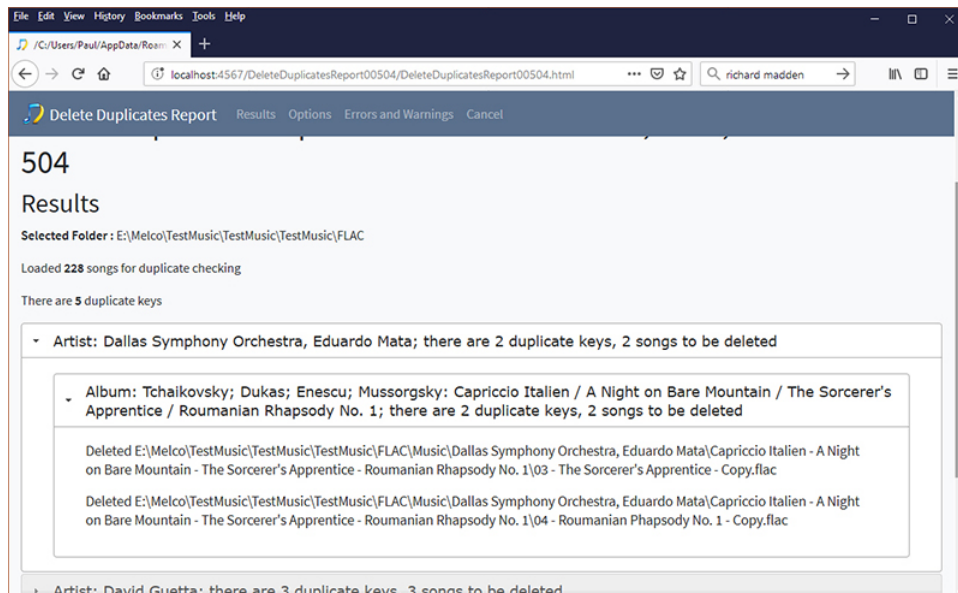 File Edit View History Bookmarks Tools Help
/C:/Users/Paul/AppData/Roam
localhost:4567/DeleteDuplicatesReport00504/DeleteDuplicatesReport00504.html
richard madden
Delete Duplicates Report Results Options Errors and Warnings Cancel
504
Results
Selected Folder : E:\Melco\TestMusic\TestMusic\TestMusic\FLAC
Loaded 228 songs for duplicate checking
There are 5 duplicate keys
Artist: Dallas Symphony Orchestra, Eduardo Mata; there are 2 duplicate keys, 2 songs to be deleted
Album: Tchaikovsky; Dukas; Enescu; Mussorgsky: Capriccio Italien / A Night on Bare Mountain / The Sorcerer's
Apprentice / Roumanian Rhapsody No. 1; there are 2 duplicate keys, 2 songs to be deleted
Deleted E:\Melco\TestMusic\TestMusic\TestMusic\FLAC\Music\Dallas Symphony Orchestra, Eduardo Mata\Capriccio Italien - A Night
on Bare Mountain - The Sorcerer's Apprentice - Roumanian Rhapsody No. 1\03 - The Sorcerer's Apprentice - Copy.flac
Deleted E:\Melco\TestMusic\TestMusic\TestMusic\FLAC\Music\Dallas Symphony Orchestra, Eduardo Mata\Capriccio Italien - A Night
on Bare Mountain - The Sorcerer's Apprentice - Roumanian Rhapsody No. 1\04 - Roumanian Phapsody No. 1 - Copy.flac
Artist: David Guetta; there are 3 duplicate keys, 3 songs to be deleted